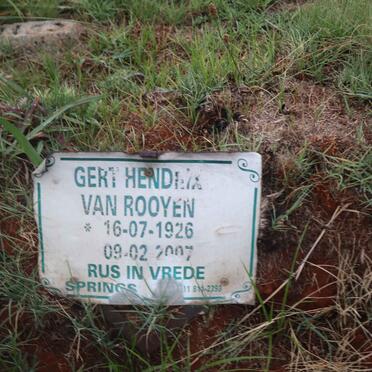 GERT HENDRIK
VAN ROOYEN
* 16-07-1926
09-02 2007
RUS IN VREDE
SPRINGS